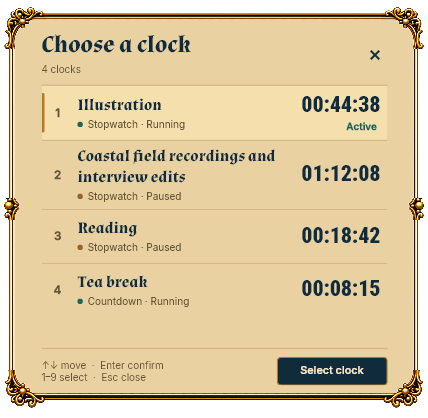 Choose a clock
4 clocks
×
1
Illustration
Stopwatch · Running
00:44:38
Active
2
Coastal field recordings and
interview edits
Stopwatch · Paused
01:12:08
3
Reading
Stopwatch · Paused
00:18:42
4
Tea break
Countdown · Running
00:08:15
↑↓ move · Enter confirm
1–9 select · Esc close
Select clock